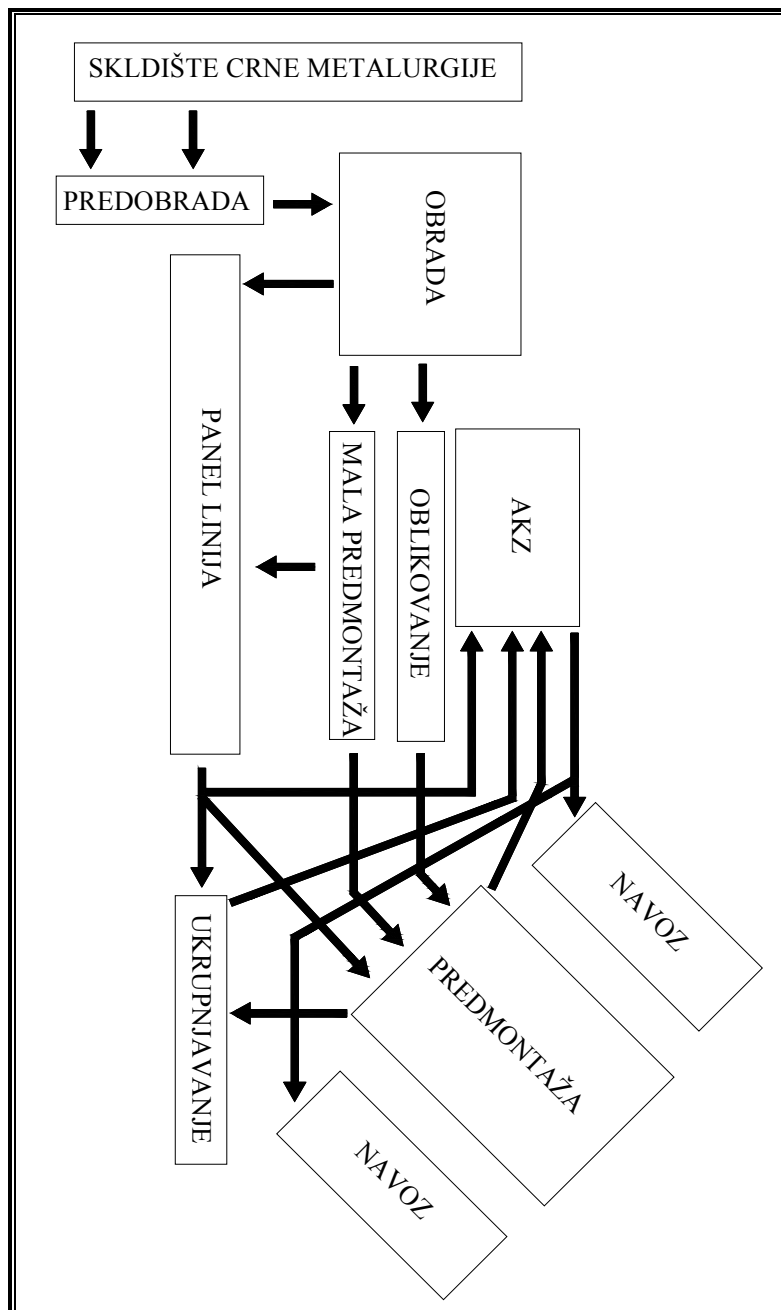 SKLDIŠTE CRNE METALURGIJE
PREDOBRADA
OBRADA
PANEL LINIJA
MALA PREDMONTAŽA
OBLIKOVANJE
AKZ
NAVOZ
UKRUPNJAVANJE
PREDMONTAŽA
NAVOZ